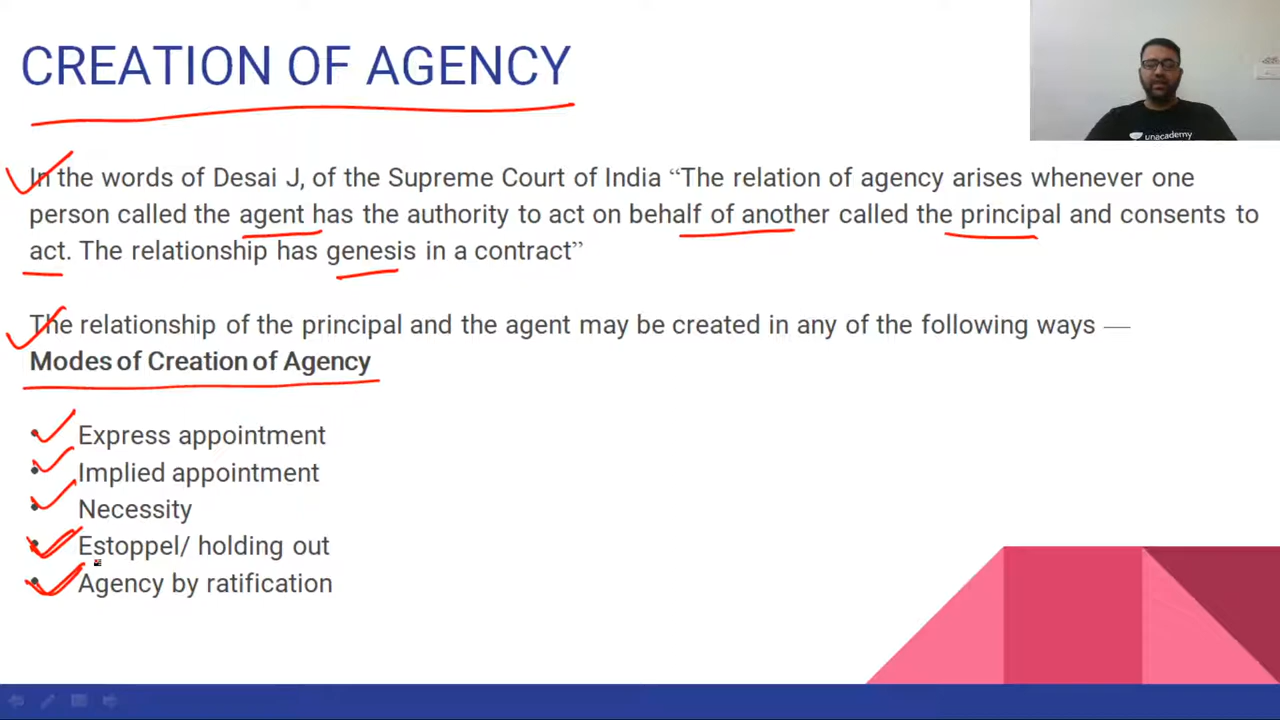 CREATION OF AGENCY
unacademy
In the words of Desai J, of the Supreme Court of India “The relation of agency arises whenever one
person called the agent has the authority to act on behalf of another called the principal and consents to
act. The relationship has genesis in a contract”
The relationship of the principal and the agent may be created in any of the following ways —
Modes of Creation of Agency
• Express appointment
• Implied appointment
• Necessity
• Estoppel/ holding out
• Agency by ratification